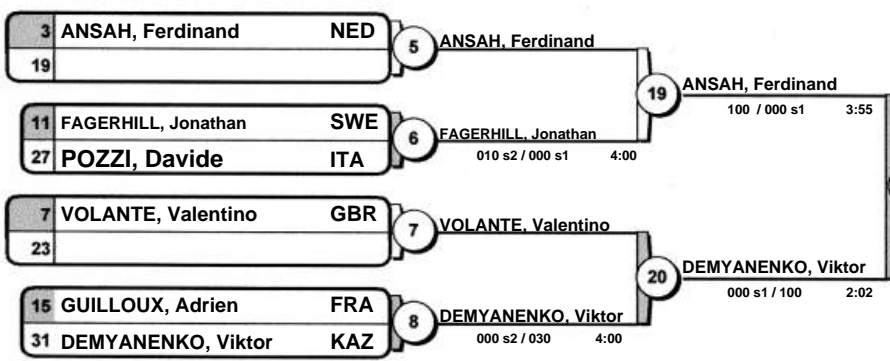 3 ANSAH, Ferdinand NED
19
5
ANSAH, Ferdinand
11 FAGERHILL, Jonathan SWE
27 POZZI, Davide ITA
6
FAGERHILL, Jonathan
010 s2 / 000 s1 4:00
19
ANSAH, Ferdinand
100 / 000 s1 3:55
7 VOLANTE, Valentino GBR
23
7
VOLANTE, Valentino
15 GUILLOUX, Adrien FRA
31 DEMYANENKO, Viktor KAZ
8
DEMYANENKO, Viktor
000 s2 / 030 4:00
20
DEMYANENKO, Viktor
000 s1 / 100 2:02